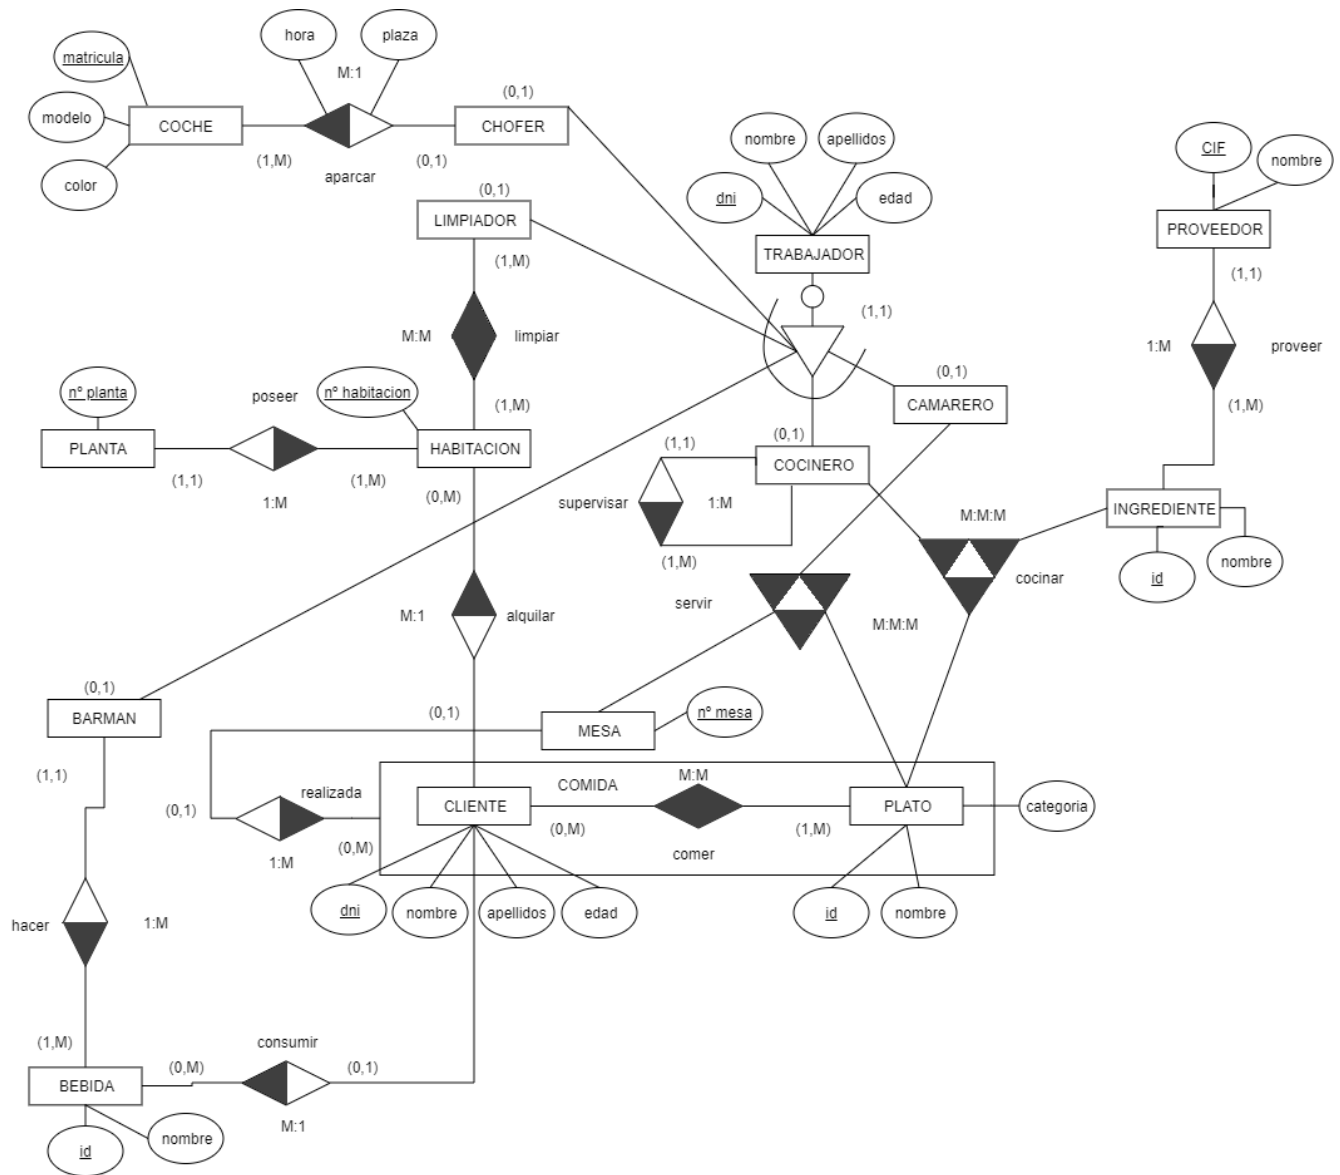 hora
plaza
matricula
M:1
(0,1)
modelo
COCHE
CHOFER
(1,M)
(0,1)
aparcar
color
nombre
apellidos
CIF
nombre
dni
edad
(0,1)
LIMPIADOR
TRABAJADOR
PROVEEDOR
(1,M)
(1,1)
(1,1)
M:M
limpiar
1:M
proveer
(0,1)
nº planta
poseer
nº habitacion
(1,M)
CAMARERO
(1,M)
PLANTA
HABITACION
(1,1)
(0,1)
COCINERO
(1,1)
(1,M)
(0,M)
1:M
supervisar
1:M
M:M:M
INGREDIENTE
(1,M)
nombre
id
cocinar
servir
M:1
alquilar
M:M:M
(0,1)
BARMAN
(0,1)
MESA
nº mesa
(1,1)
realizada
COMIDA
M:M
(0,1)
CLIENTE
PLATO
categoria
(0,M)
(0,M)
(1,M)
1:M
comer
dni
nombre
apellidos
edad
id
nombre
hacer
1:M
(1,M)
consumir
(0,M)
(0,1)
BEBIDA
M:1
nombre
id